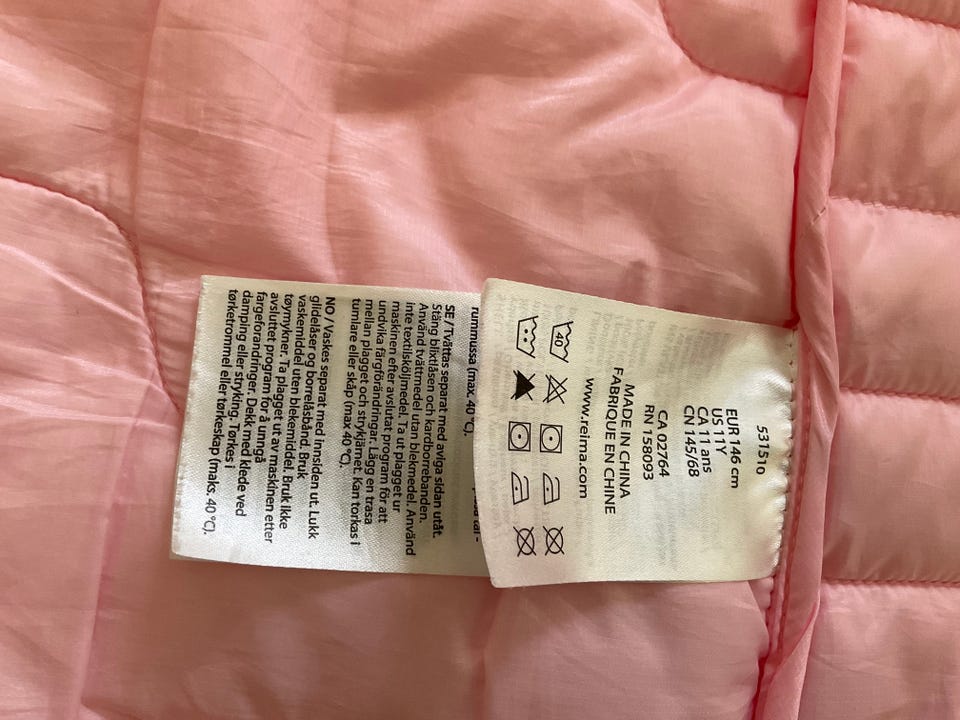 531510
EUR 146 cm
US 11Y
CA 11 ans
CN 145/68
CA 02764
RN 158093
MADE IN CHINA
FABRIQUE EN CHINE
www.reima.com
40
rummussa (max. 40 °C).
SE / Tvättas separat med aviga sidan utåt.
Stäng blixtlåsen och kardborrebanden.
Använd tvättmedel utan blekmedel. Använd
inte textilsköljmedel. Ta ut plagget ur
maskinen efter avslutat program för att
undvika färgförändringar. Lägg en trasa
mellan plagget och strykjärnet. Kan torkas i
tumlare eller skåp (max 40 °C).
NO / Vaskes separat med innsiden ut. Lukk
glidelåser og borrelåsbånd. Bruk
vaskemiddel uten blekemiddel. Bruk ikke
tøymykner. Ta plagget ut av maskinen etter
avsluttet program for å unngå
fargeforandringer. Dekk med klede ved
damping eller stryking. Tørkes i
tørketrommel eller tørkeskap (maks. 40 °C).